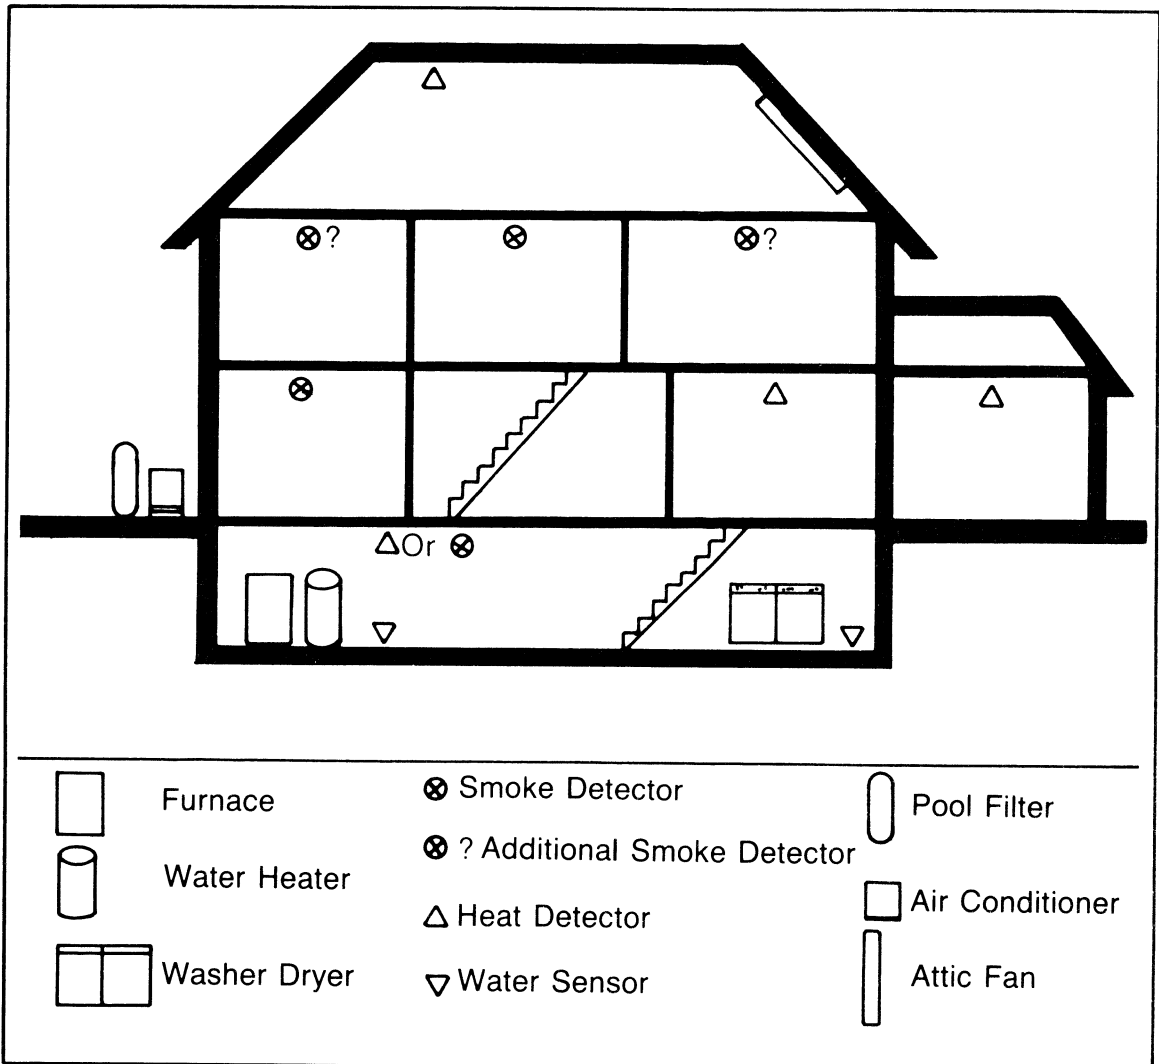 ?
?
Or
Furnace
Water Heater
Washer Dryer
Smoke Detector
? Additional Smoke Detector
Heat Detector
Water Sensor
Pool Filter
Air Conditioner
Attic Fan